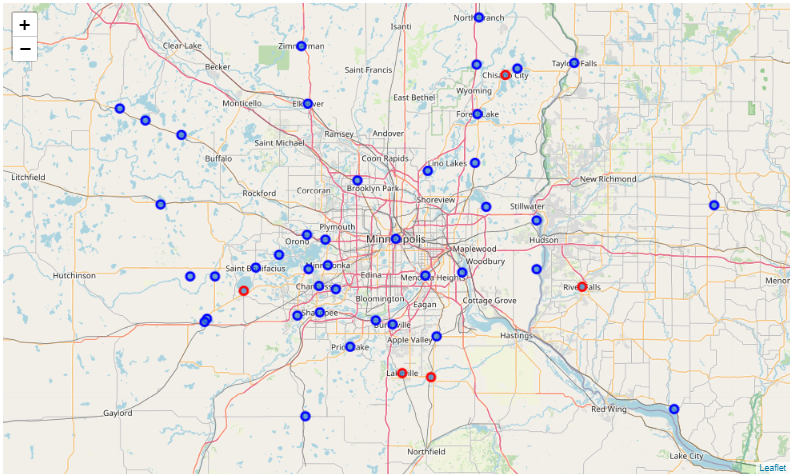 +
−
Isanti
North Branch
Clear Lake
Zimmerman
Becker
Saint Francis
Chisago City
Taylors Falls
Wyoming
East Bethel
Monticello
Elk River
Forest Lake
Ramsey
Andover
Saint Michael
Coon Rapids
Buffalo
Lino Lakes
Litchfield
New Richmond
Rockford
Corcoran
Brooklyn Park
Shoreview
Stillwater
Plymouth
Orono
Minneapolis
Hudson
Maplewood
Woodbury
Hutchinson
Saint Bonifacius
Minnetonka
Edina
Mendota Heights
Menom
Chanhassen
River Falls
Bloomington
Cottage Grove
Eagan
Shakopee
Burnsville
Hastings
Apple Valley
Prior Lake
Lakeville
Gaylord
Red Wing
Northfield
Lake City
Leaflet